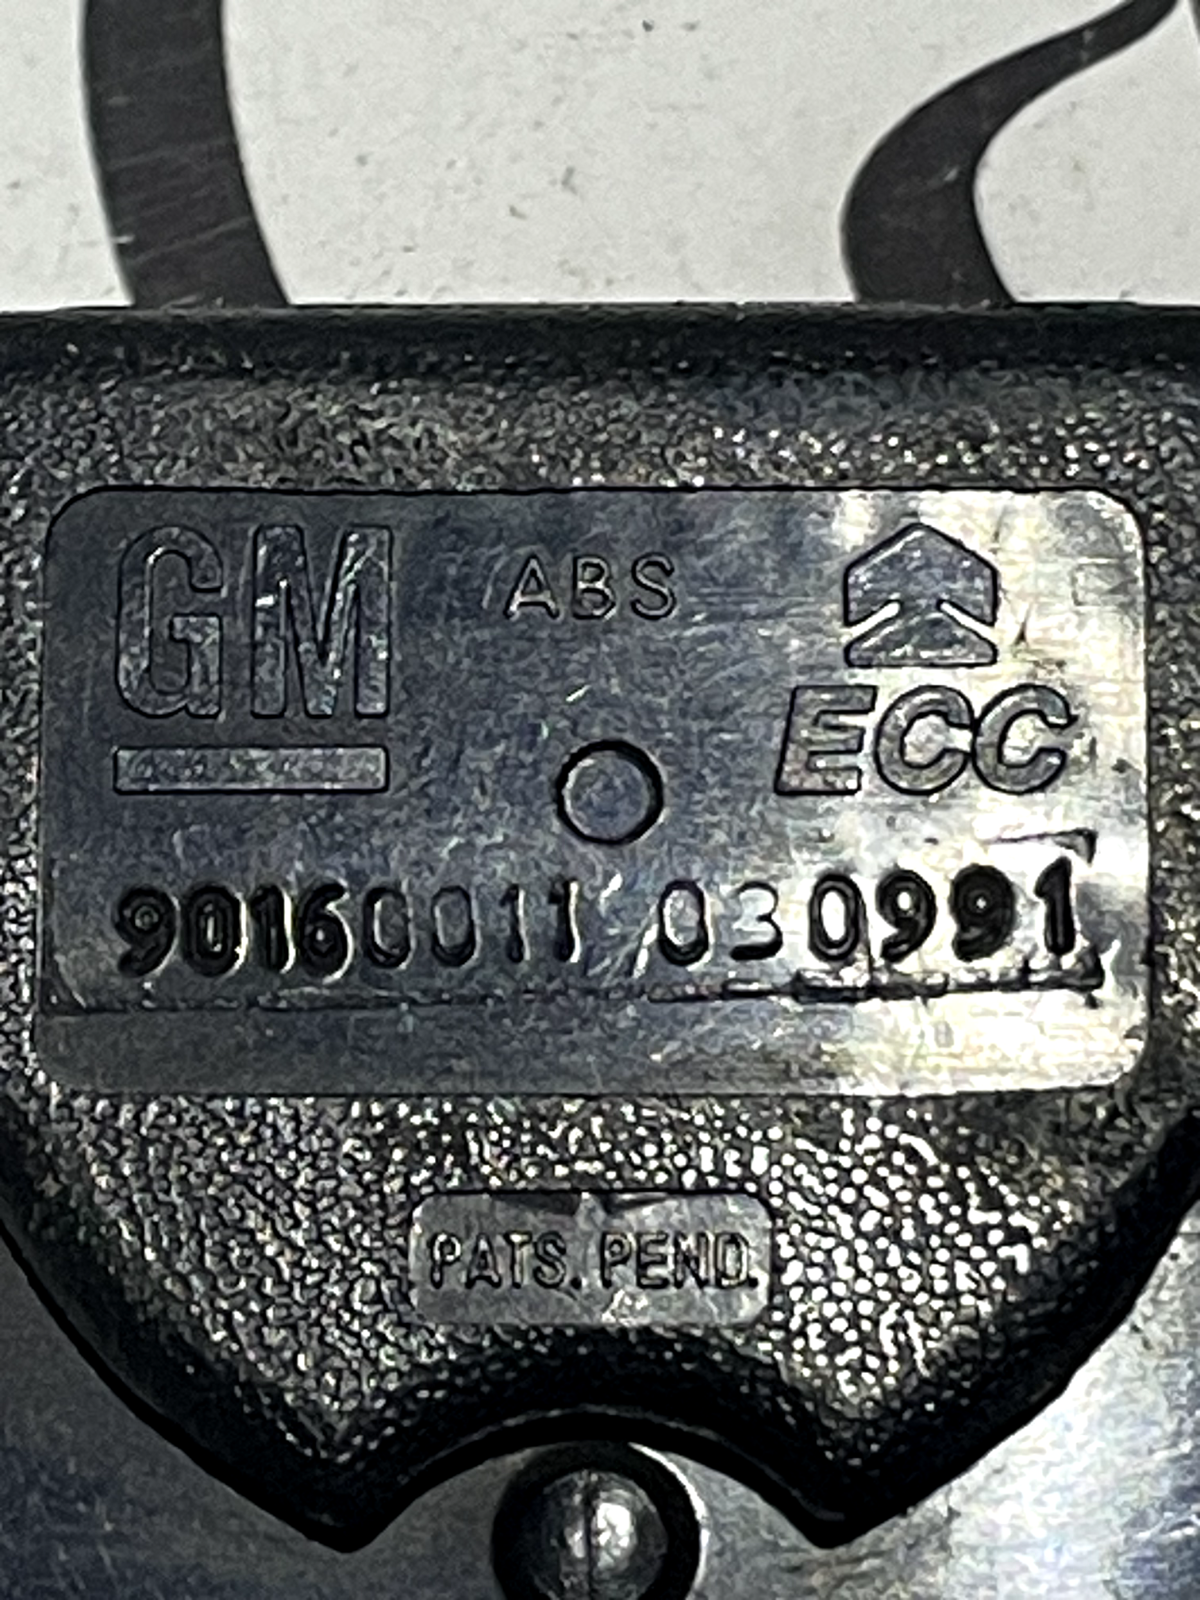 GM ABS ECC
90160011 030991
PATS. PEND.